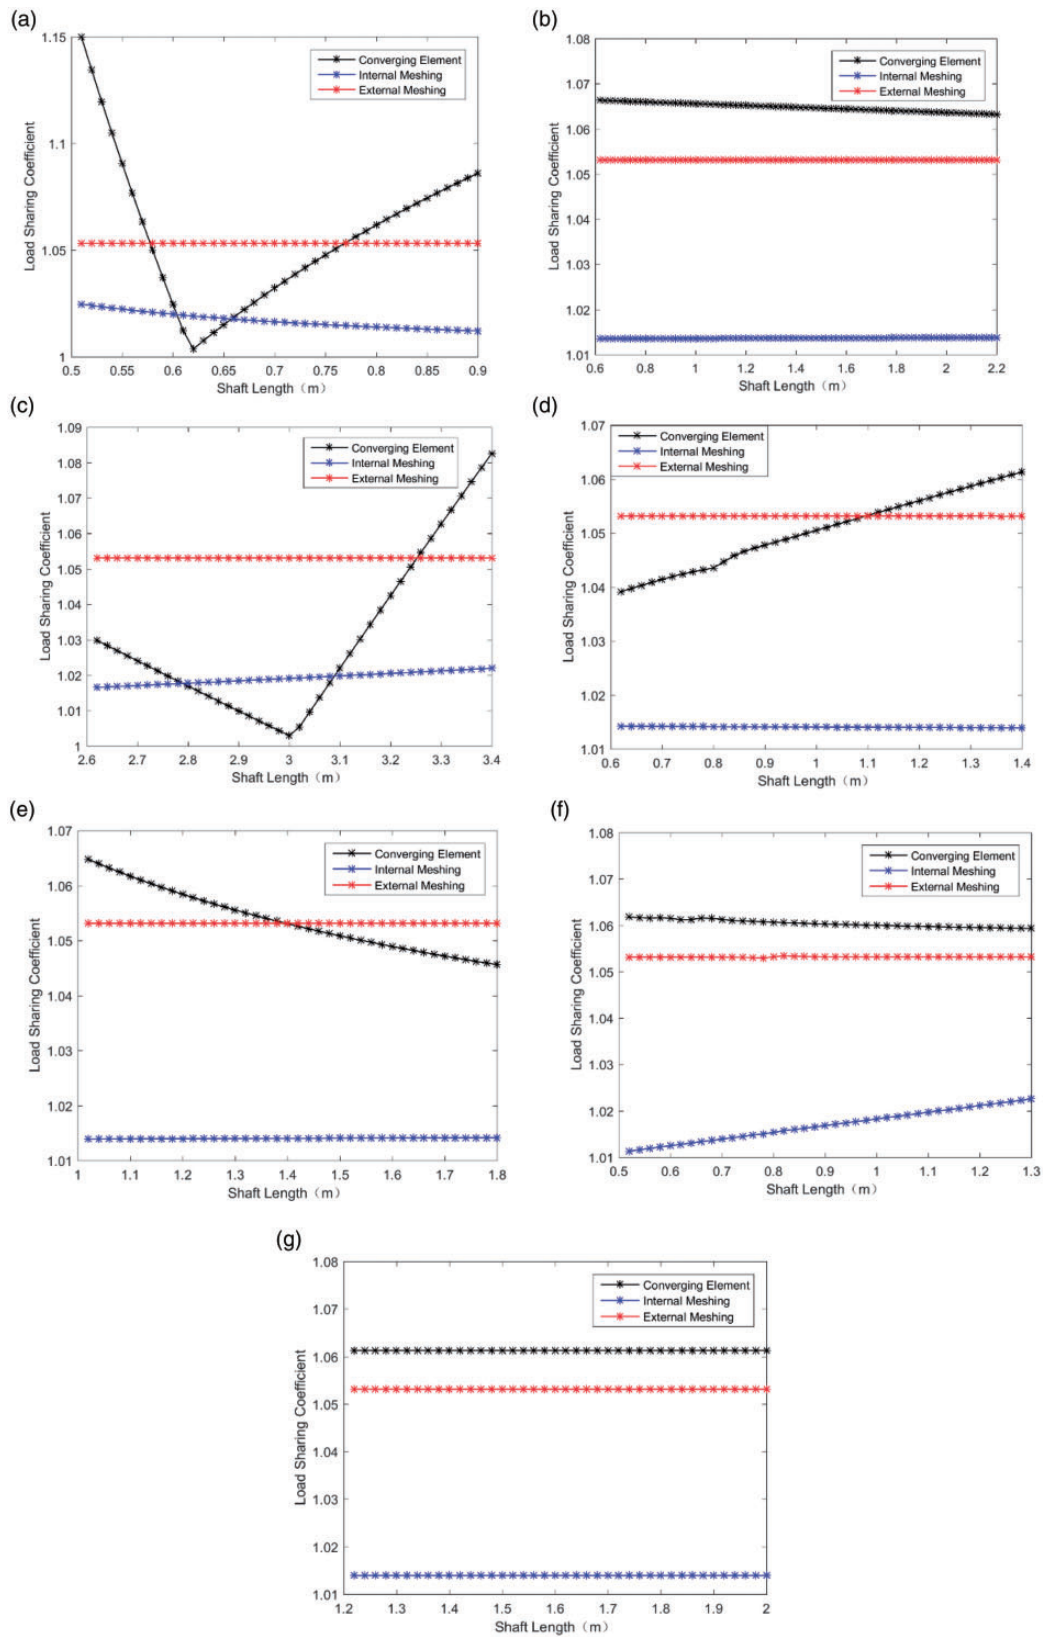 (a)
1.15
1.1
1.05
1
0.5 0.55 0.6 0.65 0.7 0.75 0.8 0.85 0.9
Load Sharing Coefficient
Shaft Length（m）
Converging Element
Internal Meshing
External Meshing
(b)
1.08
1.07
1.06
1.05
1.04
1.03
1.02
1.01
0.6 0.8 1 1.2 1.4 1.6 1.8 2 2.2
Load Sharing Coefficient
Shaft Length（m）
Converging Element
Internal Meshing
External Meshing
(c)
1.09
1.08
1.07
1.06
1.05
1.04
1.03
1.02
1.01
1
2.6 2.7 2.8 2.9 3 3.1 3.2 3.3 3.4
Load Sharing Coefficient
Shaft Length（m）
Converging Element
Internal Meshing
External Meshing
(d)
1.07
1.06
1.05
1.04
1.03
1.02
1.01
0.6 0.7 0.8 0.9 1 1.1 1.2 1.3 1.4
Load Sharing Coefficient
Shaft Length（m）
Converging Element
Internal Meshing
External Meshing
(e)
1.07
1.06
1.05
1.04
1.03
1.02
1.01
1 1.1 1.2 1.3 1.4 1.5 1.6 1.7 1.8
Load Sharing Coefficient
Shaft Length（m）
Converging Element
Internal Meshing
External Meshing
(f)
1.08
1.07
1.06
1.05
1.04
1.03
1.02
1.01
0.5 0.6 0.7 0.8 0.9 1 1.1 1.2 1.3
Load Sharing Coefficient
Shaft Length（m）
Converging Element
Internal Meshing
External Meshing
(g)
1.08
1.07
1.06
1.05
1.04
1.03
1.02
1.01
1.2 1.3 1.4 1.5 1.6 1.7 1.8 1.9 2
Load Sharing Coefficient
Shaft Length（m）
Converging Element
Internal Meshing
External Meshing